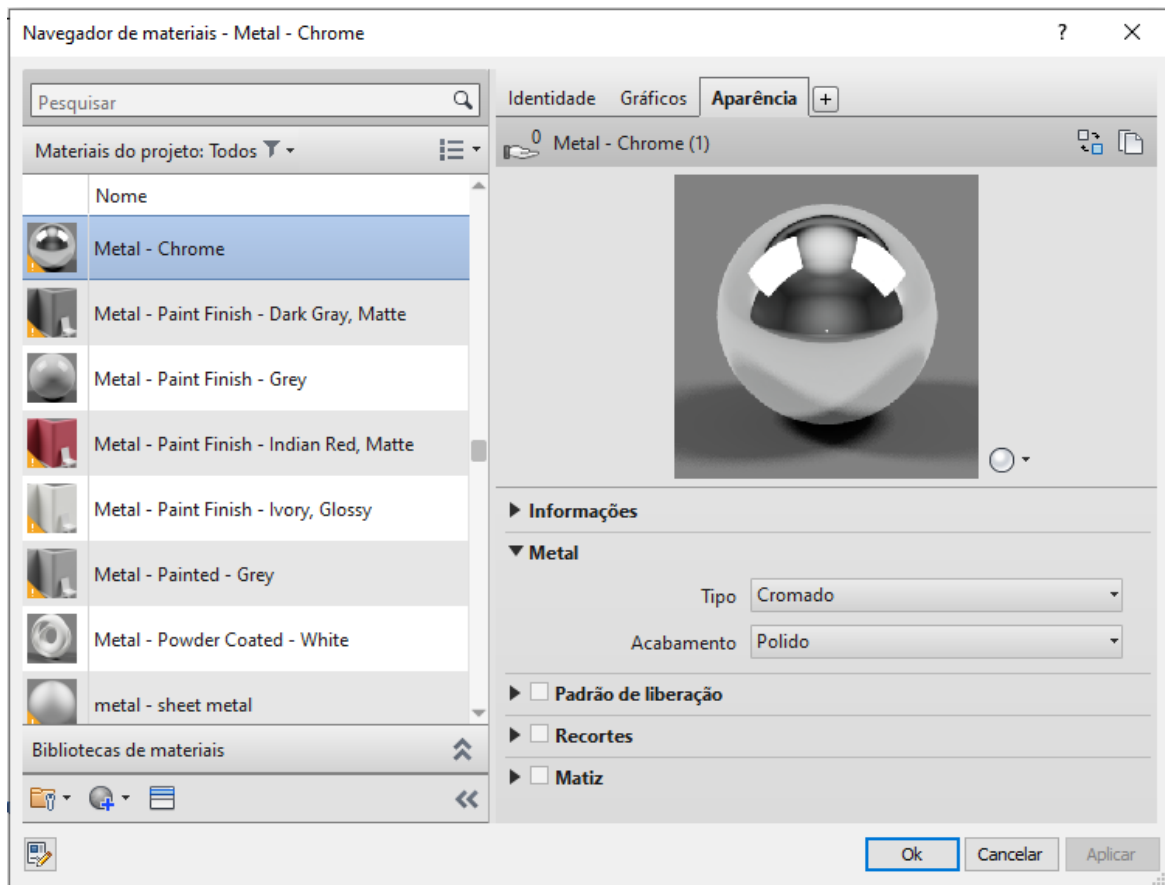 Navegador de materiais - Metal - Chrome
?
Pesquisar
Materiais do projeto: Todos
Nome
Metal - Chrome
Metal - Paint Finish - Dark Gray, Matte
Metal - Paint Finish - Grey
Metal - Paint Finish - Indian Red, Matte
Metal - Paint Finish - Ivory, Glossy
Metal - Painted - Grey
Metal - Powder Coated - White
metal - sheet metal
Bibliotecas de materiais
Identidade Gráficos Aparência +
0 Metal - Chrome (1)
Informações
Metal
Tipo Cromado
Acabamento Polido
Padrão de liberação
Recortes
Matiz
Ok Cancelar Aplicar